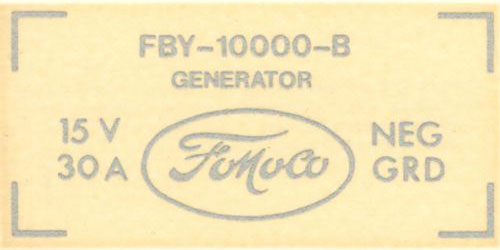 FBY-10000-B
GENERATOR
15 V
30 A
FoMoCo
NEG
GRD